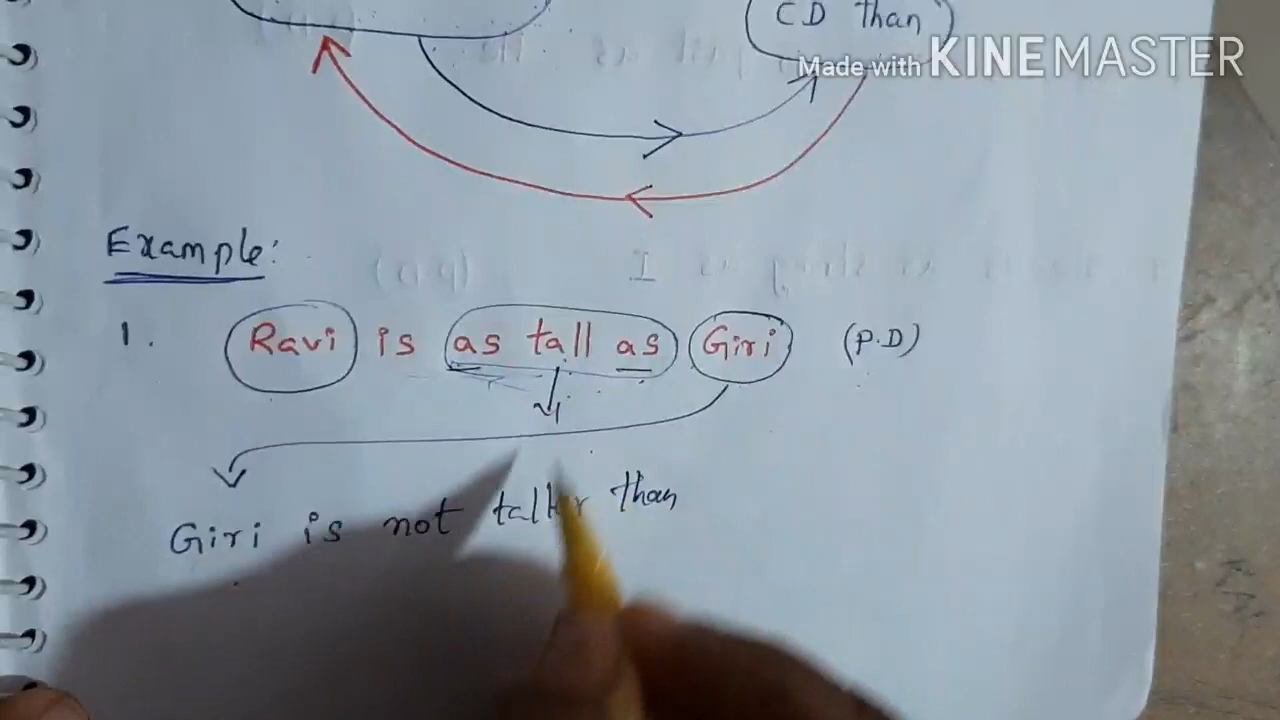 CD than
Made with KINEMASTER
Example:
1. Ravi is as tall as Giri (P.D)
Giri is not taller than